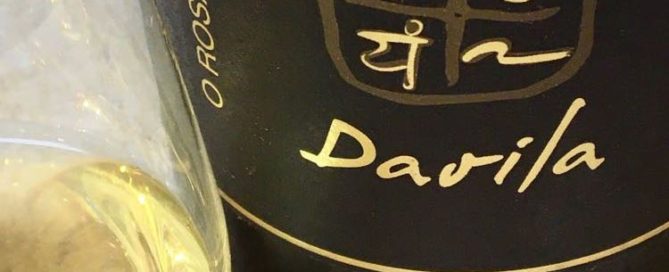 O ROS
यं
Davila